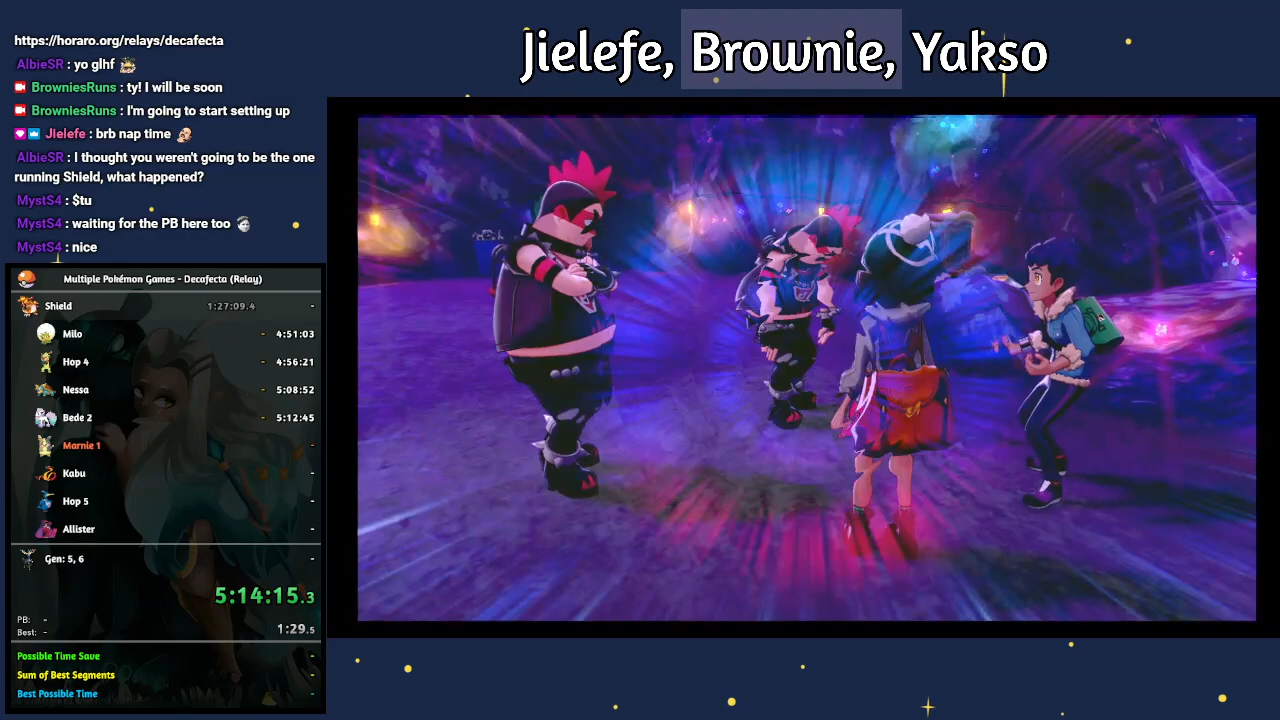 Jielefe, Brownie, Yakso
https://horaro.org/relays/decafecta
AlbieSR : yo glhf
BrowniesRuns : ty! I will be soon
BrowniesRuns : I'm going to start setting up
Jielefe : brb nap time
AlbieSR : I thought you weren't going to be the one
running Shield, what happened?
MystS4 : $tu
MystS4 : waiting for the PB here too
MystS4 : nice
Multiple Pokémon Games - Decafecta (Relay)
Shield 1:27:09.4 -
Milo - 4:51:03
Hop 4 - 4:56:21
Nessa - 5:08:52
Bede 2 - 5:12:45
Marnie 1 -
Kabu -
Hop 5 -
Allister -
Gen: 5, 6 -
5:14:15.3
PB: -
Best: - 1:29.5
Possible Time Save -
Sum of Best Segments -
Best Possible Time -